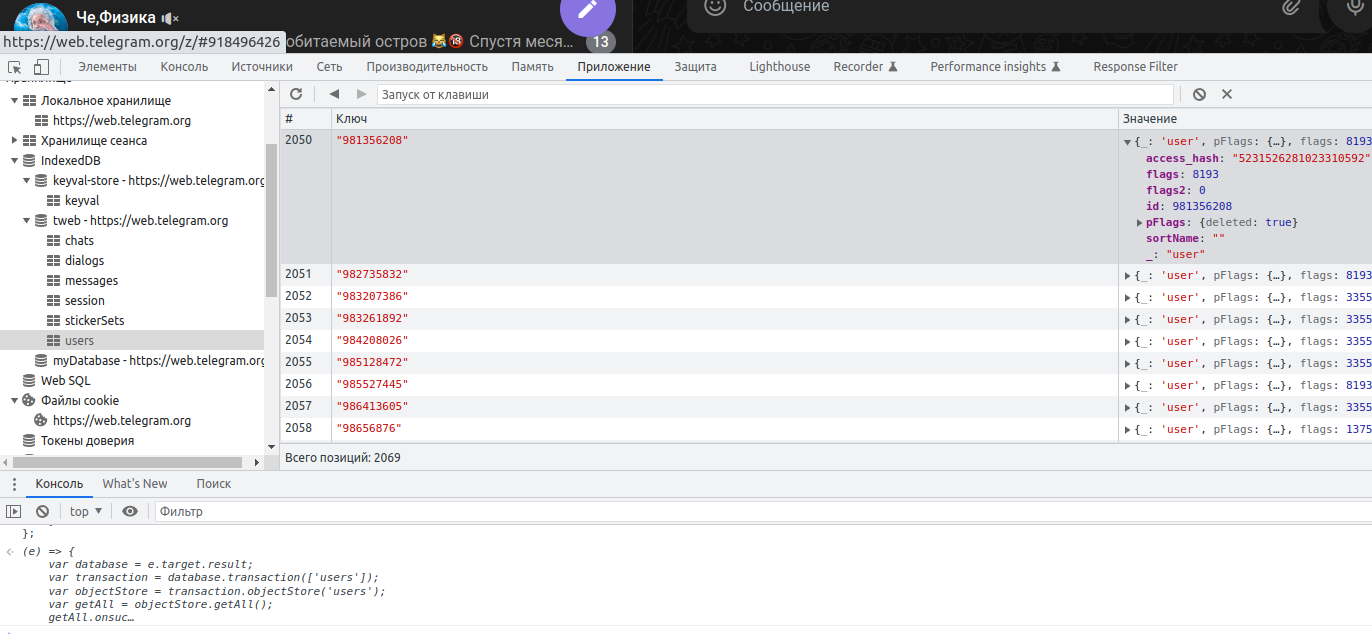 Че,Физика
Сообщение
https://web.telegram.org/z/#918496426
обитаемый остров 😹🔞 Спустя меся…
13
Элементы Консоль Источники Сеть Производительность Память Приложение Защита Lighthouse Recorder Performance insights Response Filter
Хранилище
Локальное хранилище
https://web.telegram.org
Хранилище сеанса
IndexedDB
keyval-store - https://web.telegram.org
keyval
tweb - https://web.telegram.org
chats
dialogs
messages
session
stickerSets
users
myDatabase - https://web.telegram.org
Web SQL
Файлы cookie
https://web.telegram.org
Токены доверия
Запуск от клавиши
# Ключ Значение
2050 "981356208" {_: 'user', pFlags: {…}, flags: 8193
access_hash: "5231526281023310592"
flags: 8193
flags2: 0
id: 981356208
pFlags: {deleted: true}
sortName: ""
_: "user"
2051 "982735832" {_: 'user', pFlags: {…}, flags: 8193
2052 "983207386" {_: 'user', pFlags: {…}, flags: 3355
2053 "983261892" {_: 'user', pFlags: {…}, flags: 3355
2054 "984208026" {_: 'user', pFlags: {…}, flags: 3355
2055 "985128472" {_: 'user', pFlags: {…}, flags: 3355
2056 "985527445" {_: 'user', pFlags: {…}, flags: 8193
2057 "986413605" {_: 'user', pFlags: {…}, flags: 3355
2058 "98656876" {_: 'user', pFlags: {…}, flags: 1375
Всего позиций: 2069
Консоль What's New Поиск
top Фильтр
};
(e) => {
var database = e.target.result;
var transaction = database.transaction(['users']);
var objectStore = transaction.objectStore('users');
var getAll = objectStore.getAll();
getAll.onsuc…